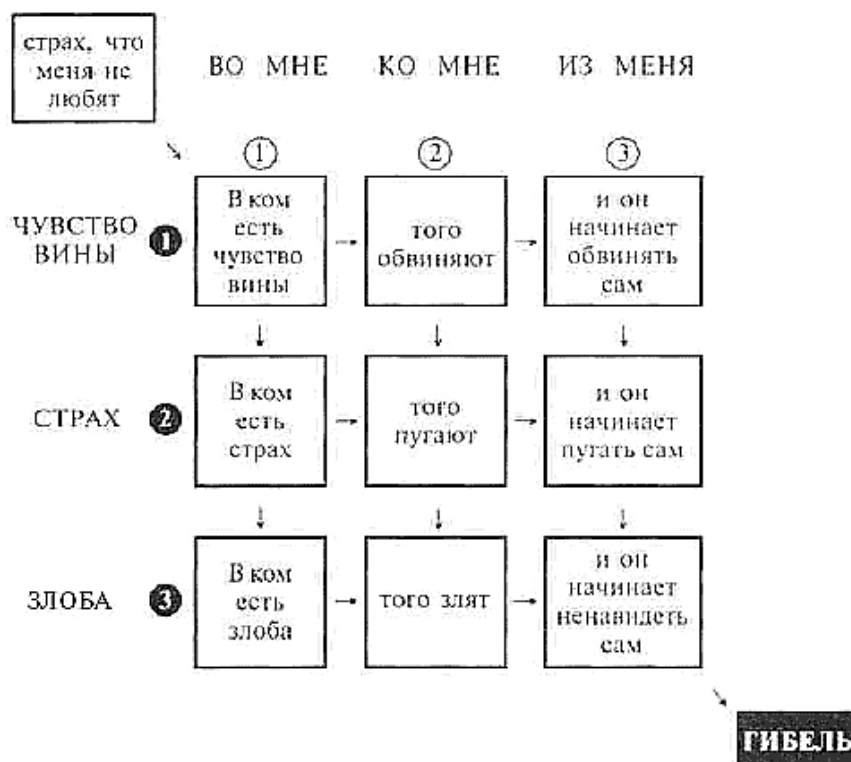 страх, что
меня не
любят
ВО МНЕ КО МНЕ ИЗ МЕНЯ
1 2 3
ЧУВСТВО
ВИНЫ
1
В ком
есть
чувство
вины
того
обвиняют
и он
начинает
обвинять
сам
СТРАХ
2
В ком
есть
страх
того
пугают
и он
начинает
пугать сам
ЗЛОБА
3
В ком
есть
злоба
того злят
и он
начинает
ненавидеть
сам
ГИБЕЛЬ